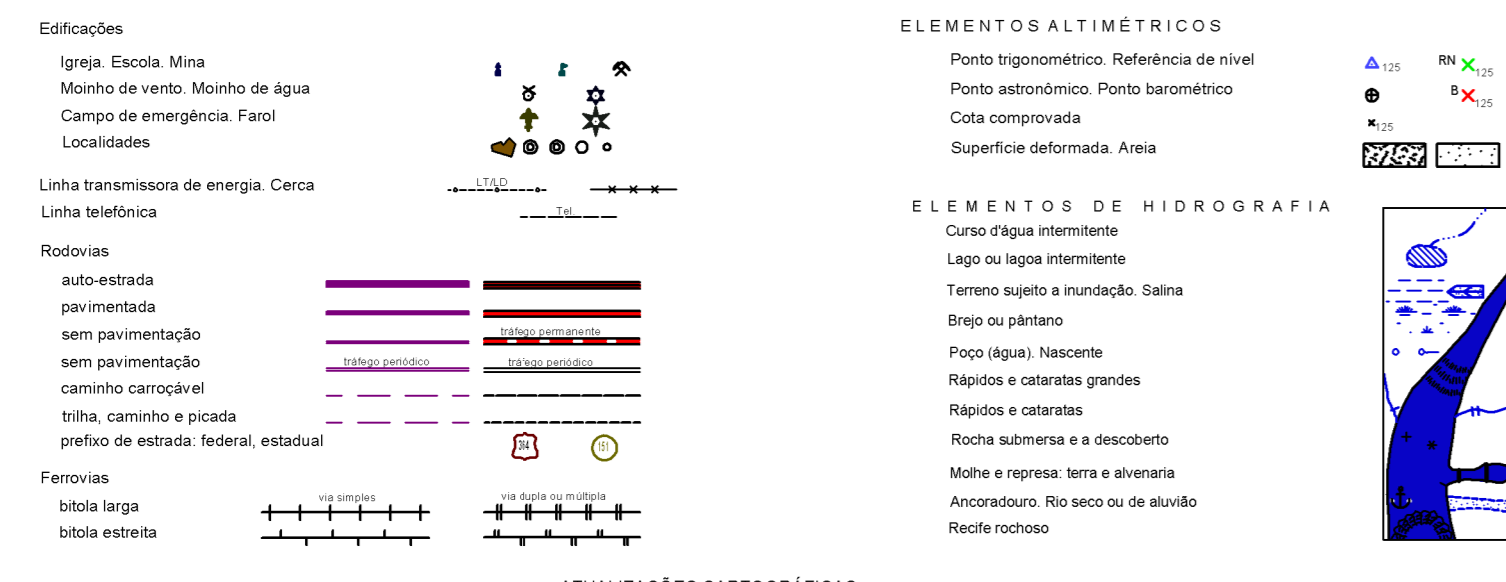 Edificações
Igreja. Escola. Mina
Moinho de vento. Moinho de água
Campo de emergência. Farol
Localidades
Linha transmissora de energia. Cerca
LT/LD
Linha telefônica
Tel.
Rodovias
auto-estrada
pavimentada
sem pavimentação
tráfego permanente
sem pavimentação
tráfego periódico
tráfego periódico
caminho carroçável
trilha, caminho e picada
prefixo de estrada: federal, estadual
364
151
Ferrovias
bitola larga
via simples
via dupla ou múltipla
bitola estreita
ELEMENTOS ALTIMÉTRICOS
Ponto trigonométrico. Referência de nível
125
RN
125
Ponto astronômico. Ponto barométrico
B
125
Cota comprovada
125
Superfície deformada. Areia
ELEMENTOS DE HIDROGRAFIA
Curso d'água intermitente
Lago ou lagoa intermitente
Terreno sujeito a inundação. Salina
Brejo ou pântano
Poço (água). Nascente
Rápidos e cataratas grandes
Rápidos e cataratas
Rocha submersa e a descoberto
Molhe e represa: terra e alvenaria
Ancoradouro. Rio seco ou de aluvião
Recife rochoso